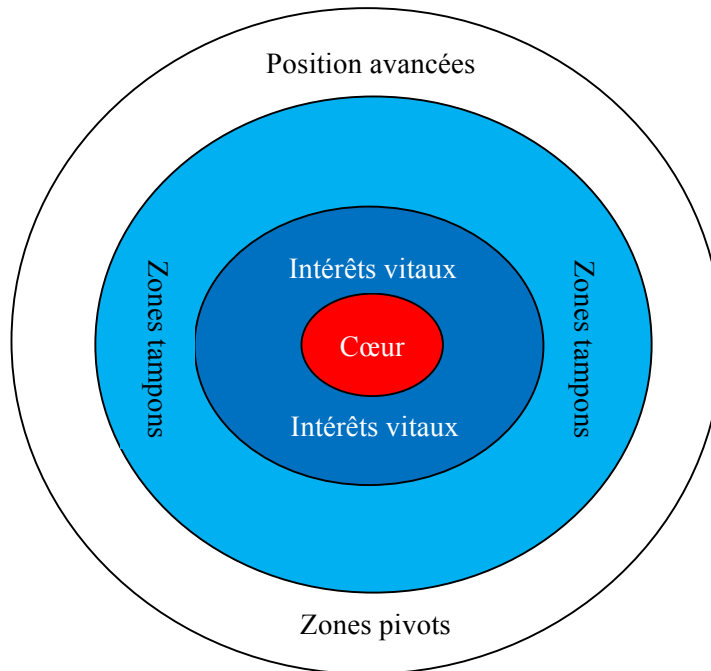 Position avancées
Intérêts vitaux
Zones tampons
Zones tampons
Cœur
Intérêts vitaux
Zones pivots